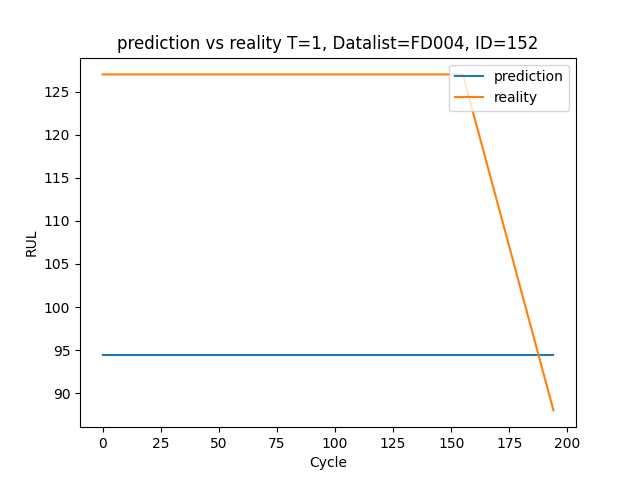 prediction vs reality T=1, Datalist=FD004, ID=152
prediction
reality
125
120
115
110
105
100
95
90
RUL
0 25 50 75 100 125 150 175 200
Cycle